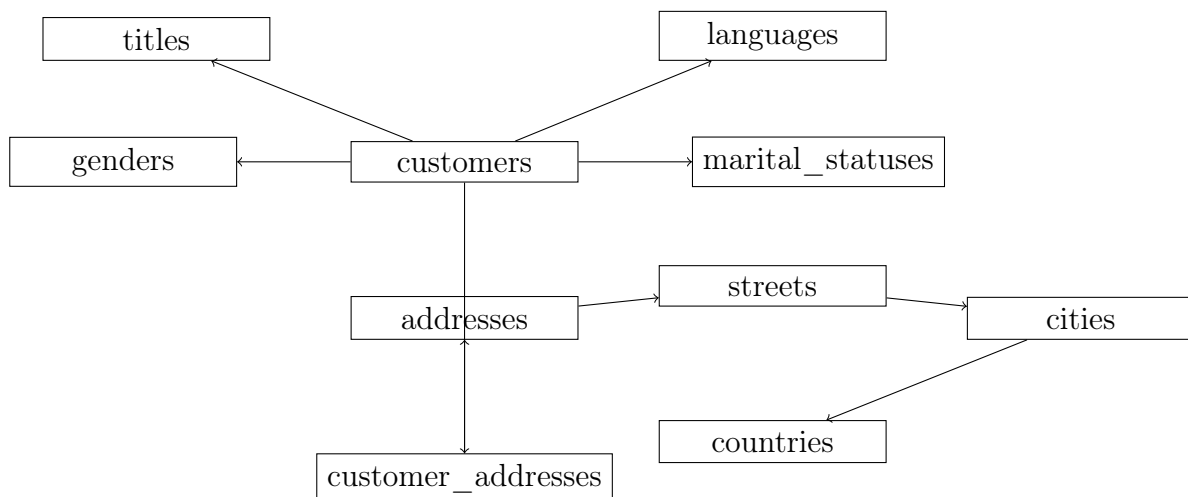 titles
languages
genders
customers
marital_statuses
streets
addresses
cities
countries
customer_addresses